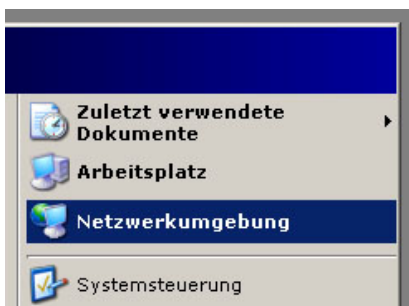 Zuletzt verwendete
Dokumente
Arbeitsplatz
Netzwerkumgebung
Systemsteuerung